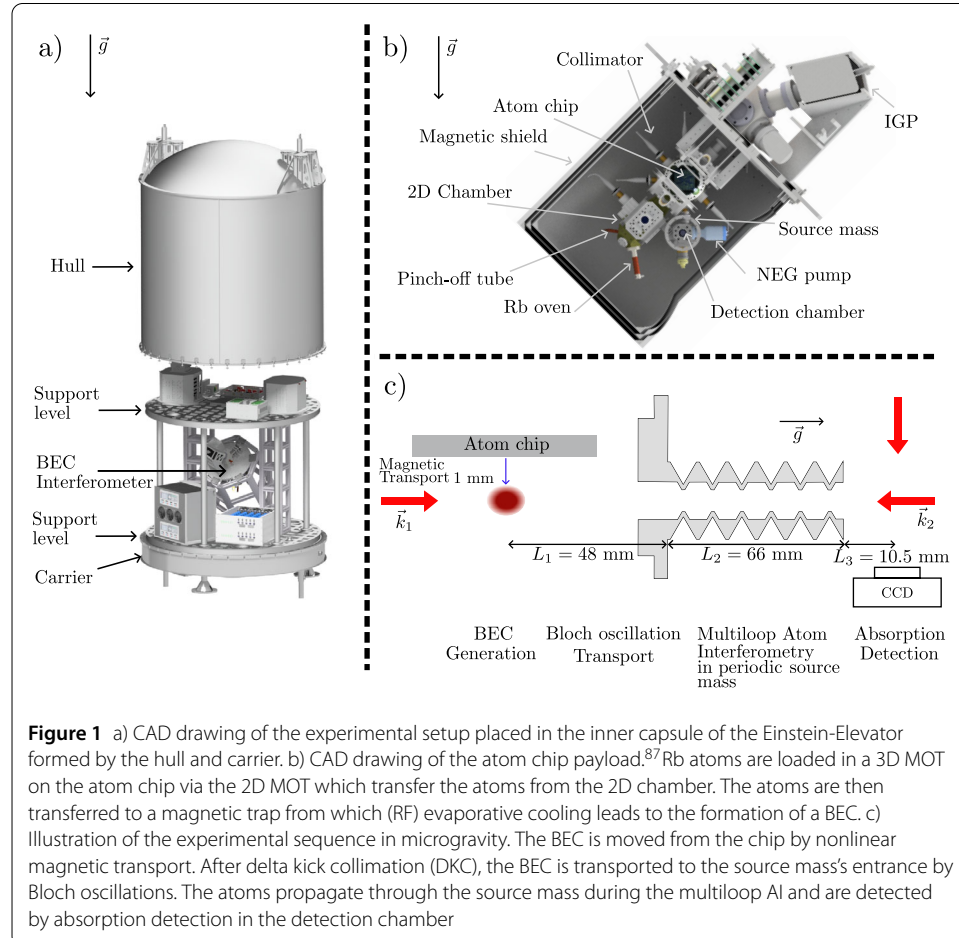 a)
g⃗
Hull
Support
level
BEC
Interferometer
Support
level
Carrier
b)
g⃗
Collimator
Atom chip
Magnetic shield
2D Chamber
Pinch-off tube
Rb oven
IGP
Source mass
NEG pump
Detection chamber
c)
g⃗
Atom chip
Magnetic
Transport 1 mm
k⃗₁
k⃗₂
L₁ = 48 mm
L₂ = 66 mm
L₃ = 10.5 mm
CCD
BEC
Generation
Bloch oscillation
Transport
Multiloop Atom
Interferometry
in periodic source
mass
Absorption
Detection
Figure 1 a) CAD drawing of the experimental setup placed in the inner capsule of the Einstein-Elevator
formed by the hull and carrier. b) CAD drawing of the atom chip payload.⁸⁷Rb atoms are loaded in a 3D MOT
on the atom chip via the 2D MOT which transfer the atoms from the 2D chamber. The atoms are then
transferred to a magnetic trap from which (RF) evaporative cooling leads to the formation of a BEC. c)
Illustration of the experimental sequence in microgravity. The BEC is moved from the chip by nonlinear
magnetic transport. After delta kick collimation (DKC), the BEC is transported to the source mass's entrance by
Bloch oscillations. The atoms propagate through the source mass during the multiloop AI and are detected
by absorption detection in the detection chamber